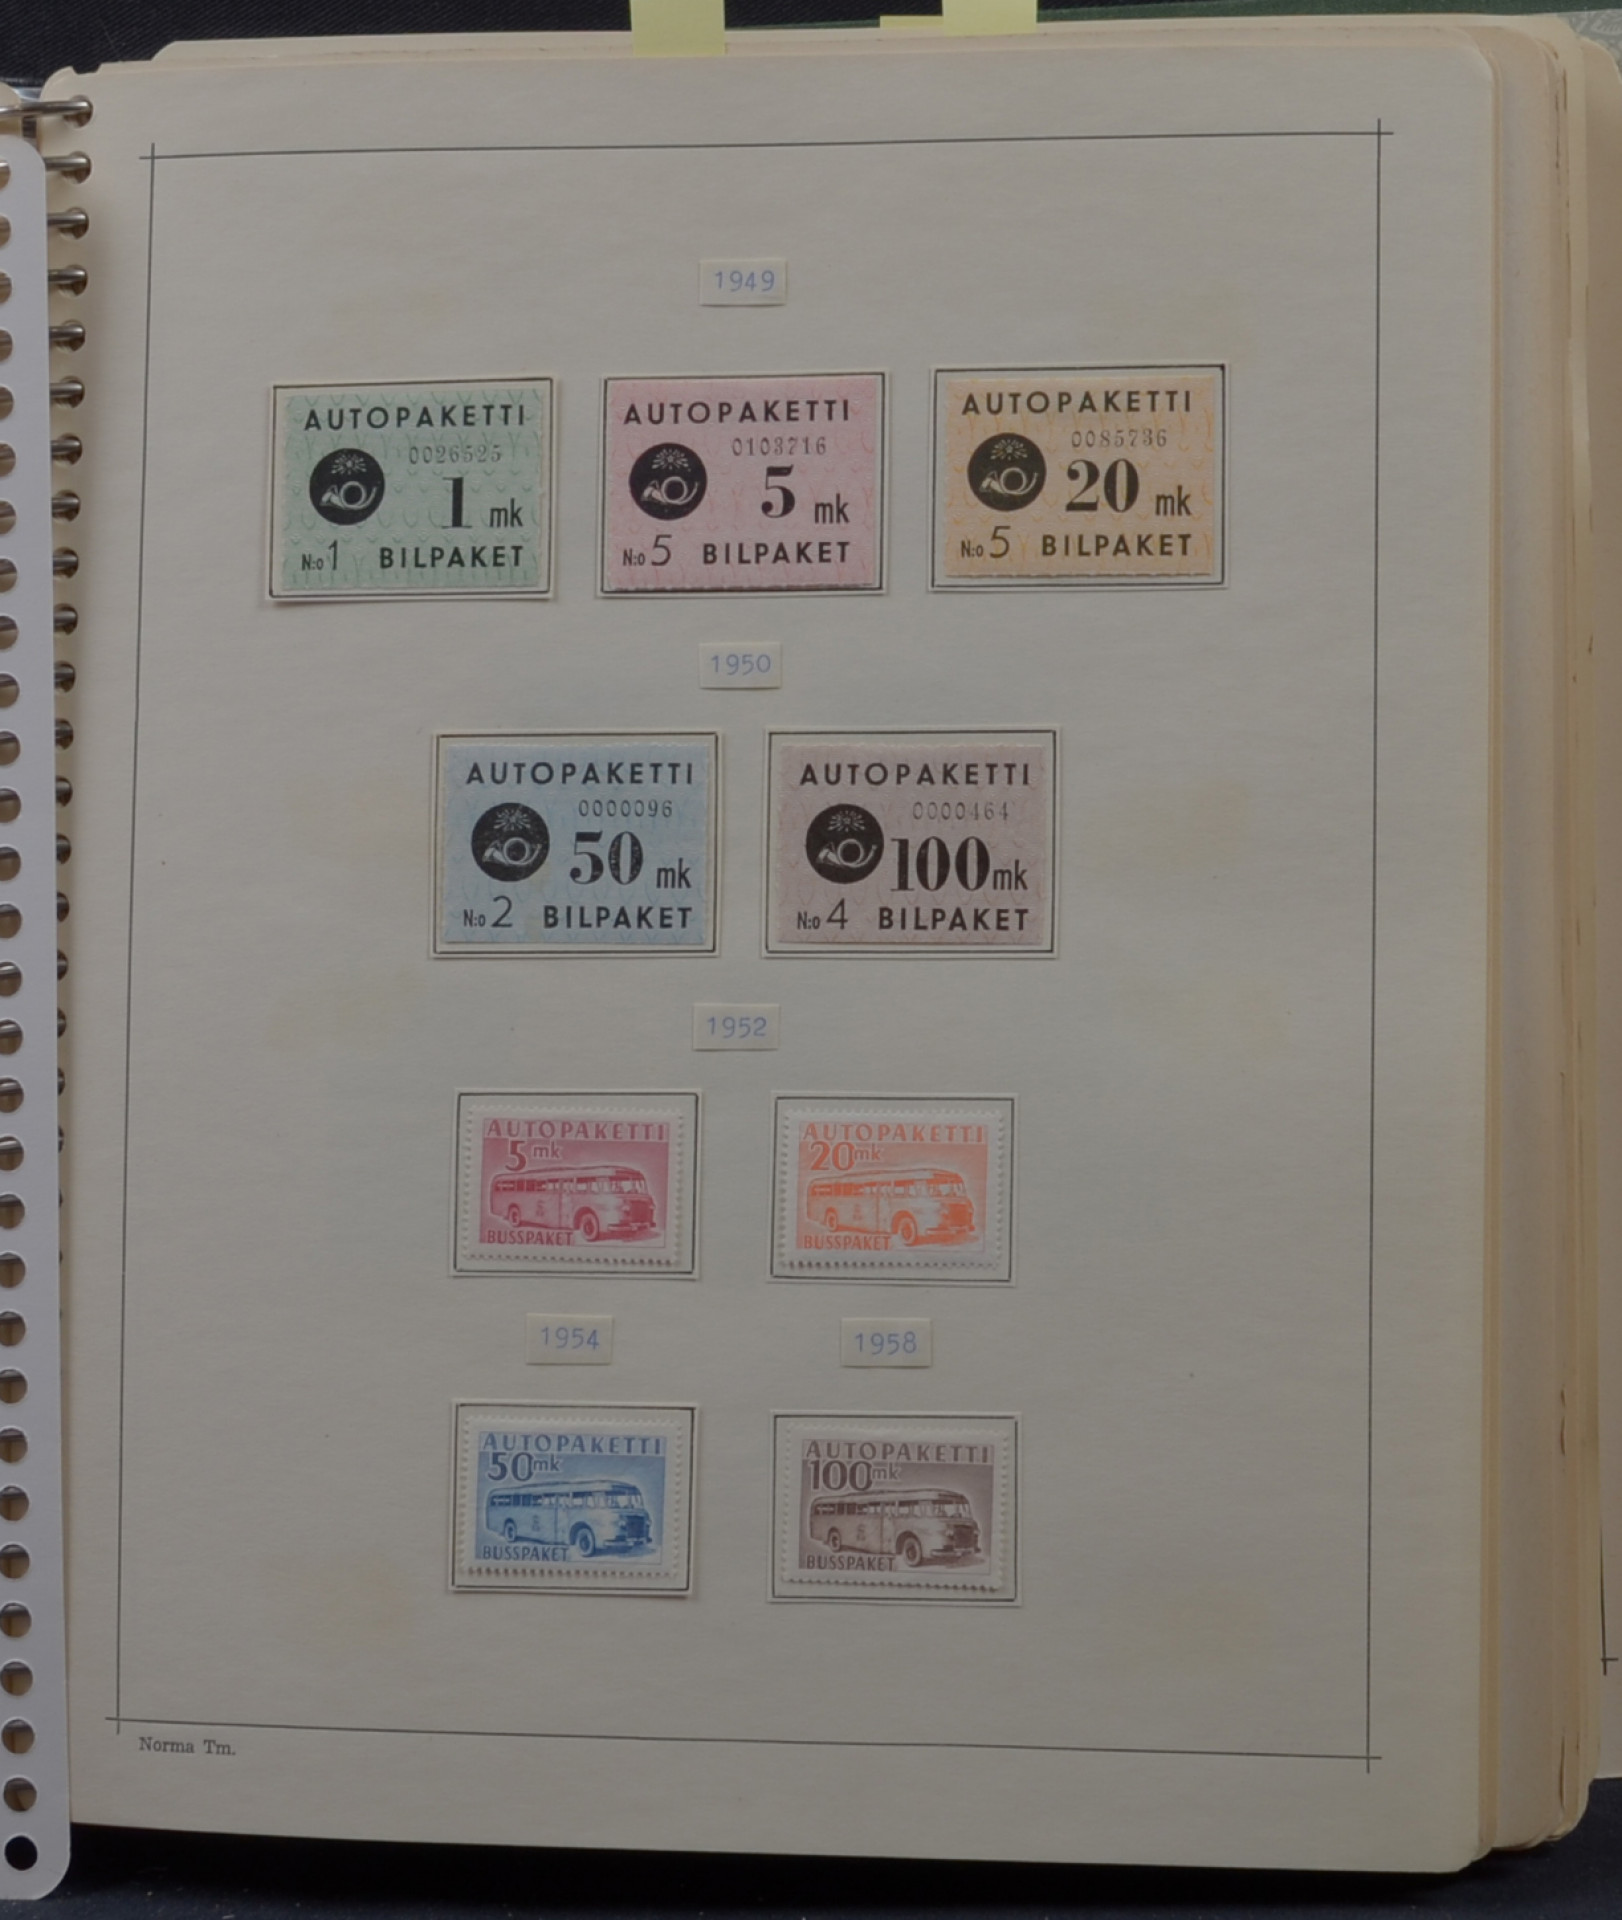 1949
AUTOPAKETTI
0026525
1 mk
N:o 1 BILPAKET
AUTOPAKETTI
0103716
5 mk
N:o 5 BILPAKET
AUTOPAKETTI
0085736
20 mk
N:o 5 BILPAKET
1950
AUTOPAKETTI
0000096
50 mk
N:o 2 BILPAKET
AUTOPAKETTI
0000464
100 mk
N:o 4 BILPAKET
1952
AUTOPAKETTI
5 mk
BUSSPAKET
AUTOPAKETTI
20 mk
BUSSPAKET
1954
1958
AUTOPAKETTI
50 mk
BUSSPAKET
AUTOPAKETTI
100 mk
BUSSPAKET
Norma Tm.